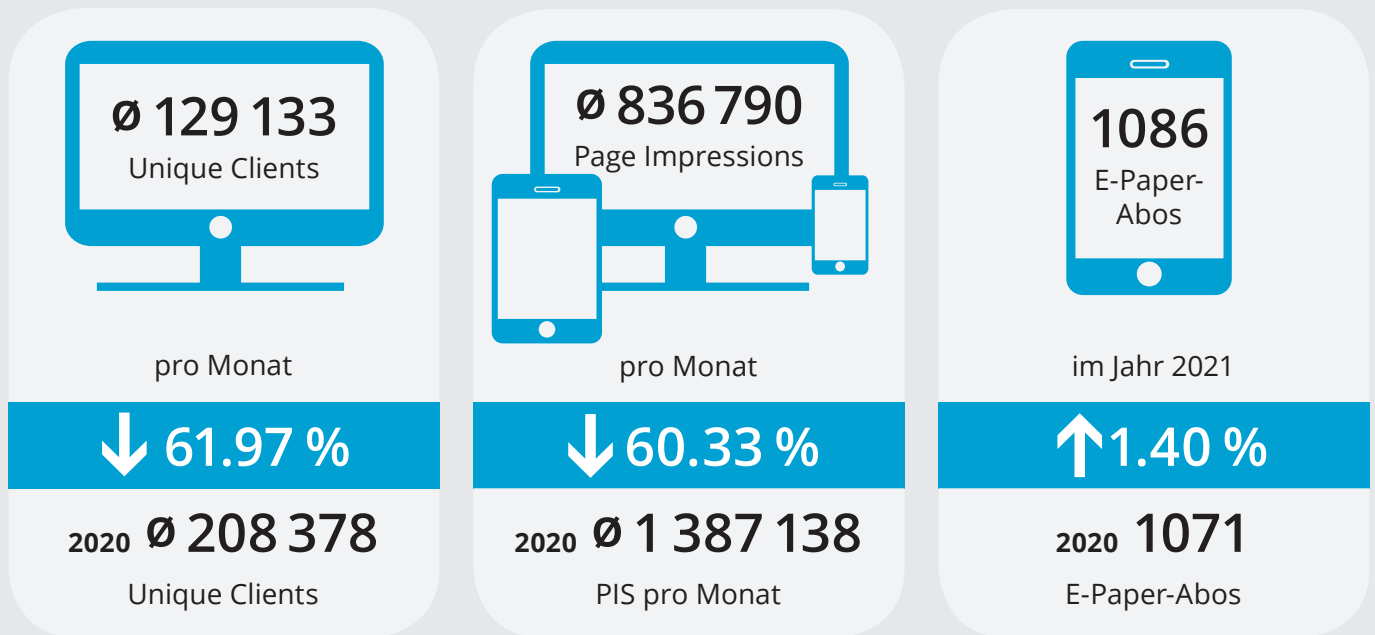 Ø 129 133
Unique Clients
pro Monat
↓ 61.97 %
2020 Ø 208 378
Unique Clients
Ø 836 790
Page Impressions
pro Monat
↓ 60.33 %
2020 Ø 1 387 138
PIS pro Monat
1086
E-Paper-
Abos
im Jahr 2021
↑ 1.40 %
2020 1071
E-Paper-Abos